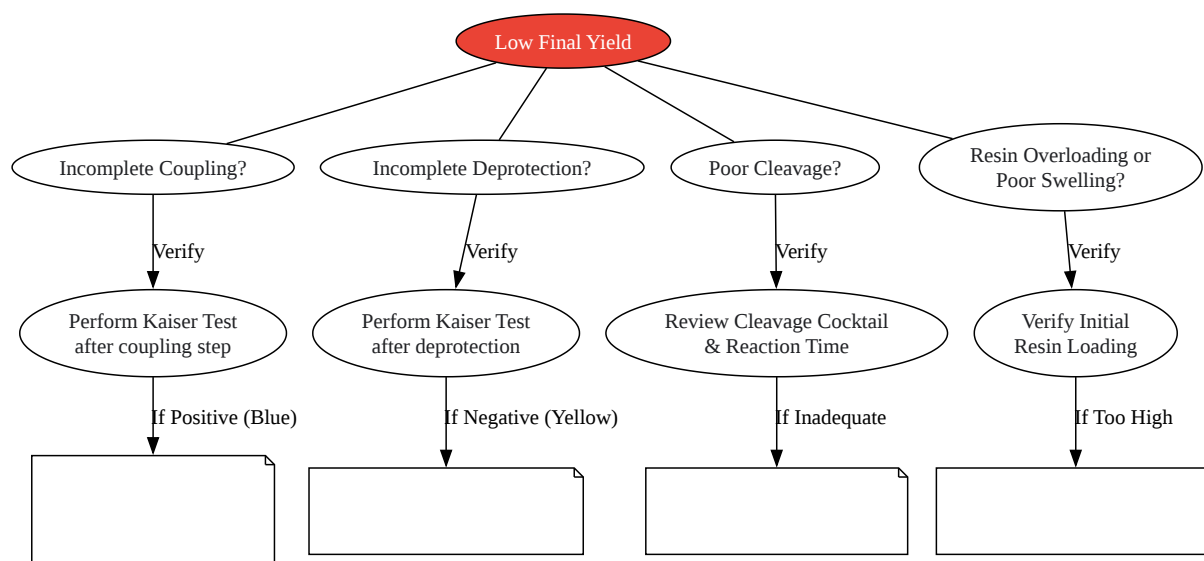 Low Final Yield
Incomplete Coupling?
Incomplete Deprotection?
Poor Cleavage?
Resin Overloading or
Poor Swelling?
Verify
Verify
Verify
Verify
Perform Kaiser Test
after coupling step
Perform Kaiser Test
after deprotection
Review Cleavage Cocktail
& Reaction Time
Verify Initial
Resin Loading
If Positive (Blue)
If Negative (Yellow)
If Inadequate
If Too High